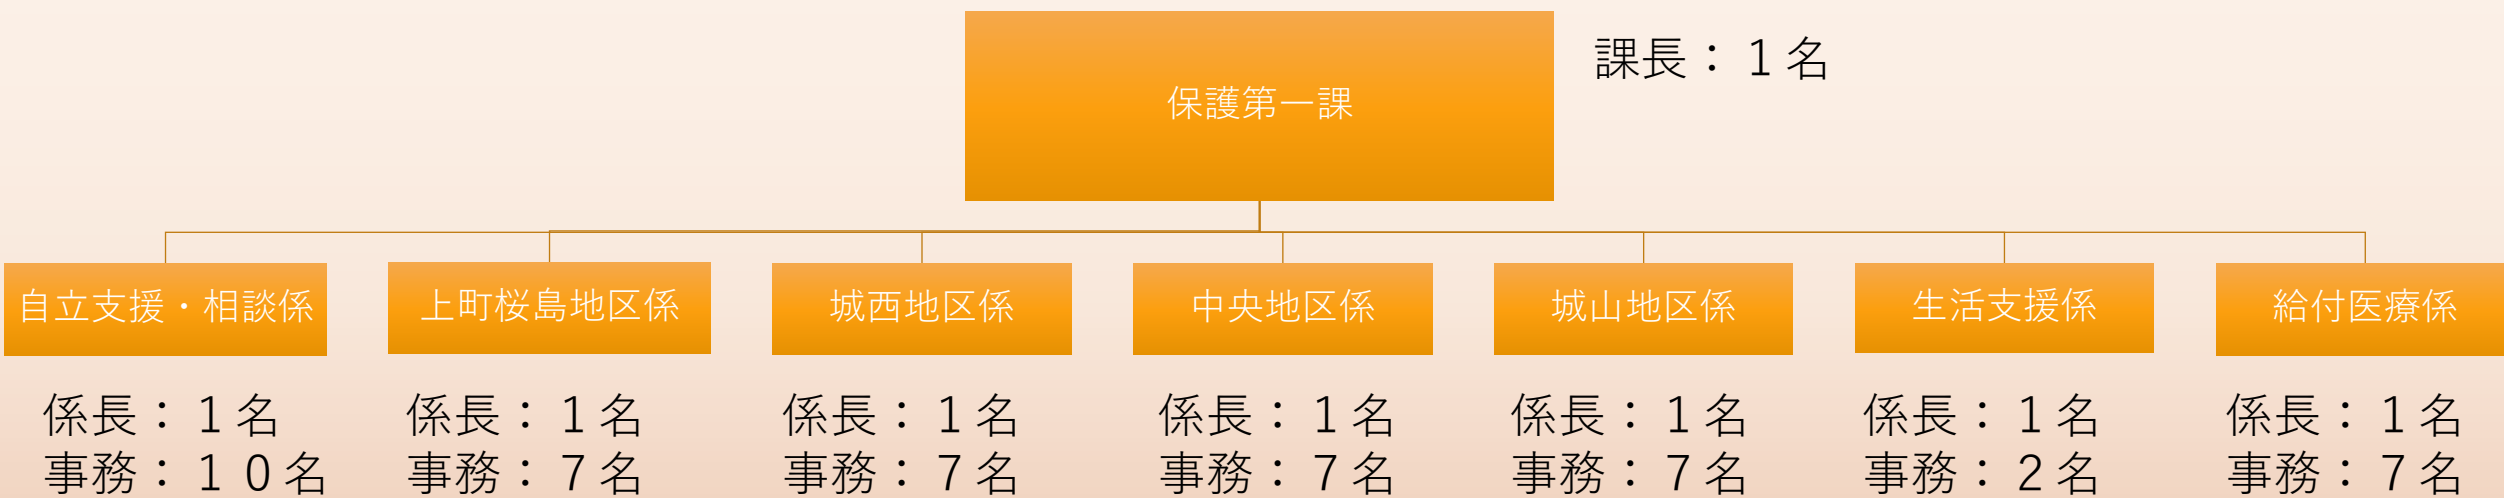 保護第一課
課長：１名
自立支援・相談係
上町桜島地区係
城西地区係
中央地区係
城山地区係
生活支援係
給付医療係
係長：１名
事務：１０名
係長：１名
事務：７名
係長：１名
事務：７名
係長：１名
事務：７名
係長：１名
事務：７名
係長：１名
事務：２名
係長：１名
事務：７名